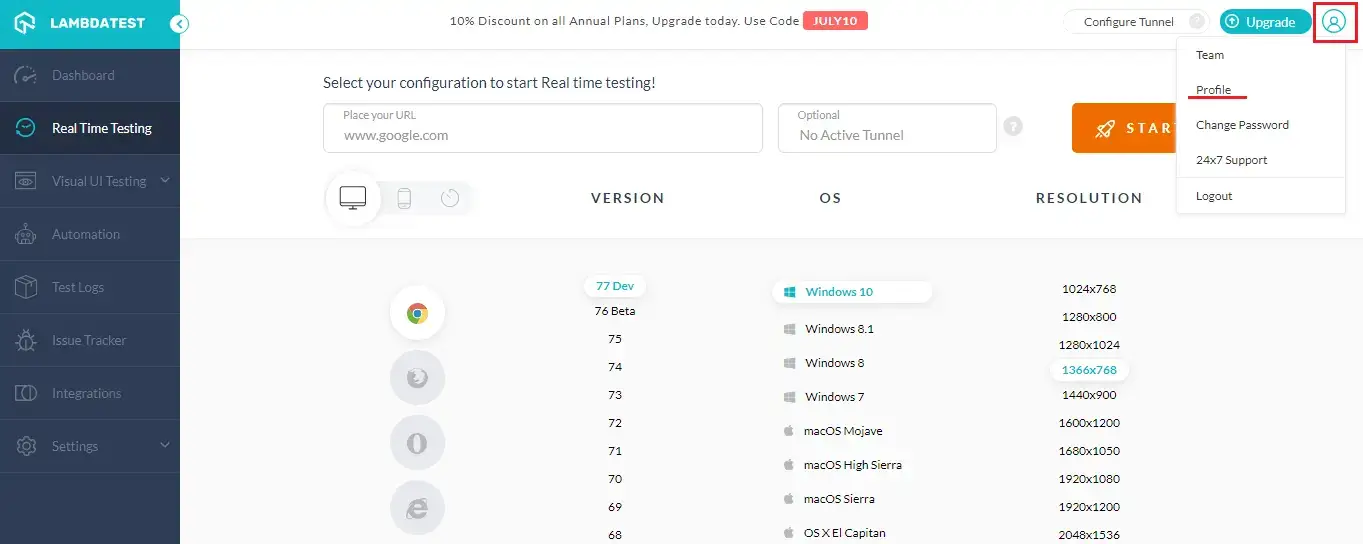 LAMBDATEST
10% Discount on all Annual Plans, Upgrade today. Use Code JULY10
Configure Tunnel ?
Upgrade
Dashboard
Real Time Testing
Visual UI Testing
Automation
Test Logs
Issue Tracker
Integrations
Settings
Team
Profile
Change Password
24x7 Support
Logout
Select your configuration to start Real time testing!
Place your URL
www.google.com
Optional
No Active Tunnel
?
VERSION
OS
RESOLUTION
77 Dev
76 Beta
75
74
73
72
71
70
69
68
Windows 10
Windows 8.1
Windows 8
Windows 7
macOS Mojave
macOS High Sierra
macOS Sierra
OS X El Capitan
1024x768
1280x800
1280x1024
1366x768
1440x900
1600x1200
1680x1050
1920x1080
1920x1200
2048x1536